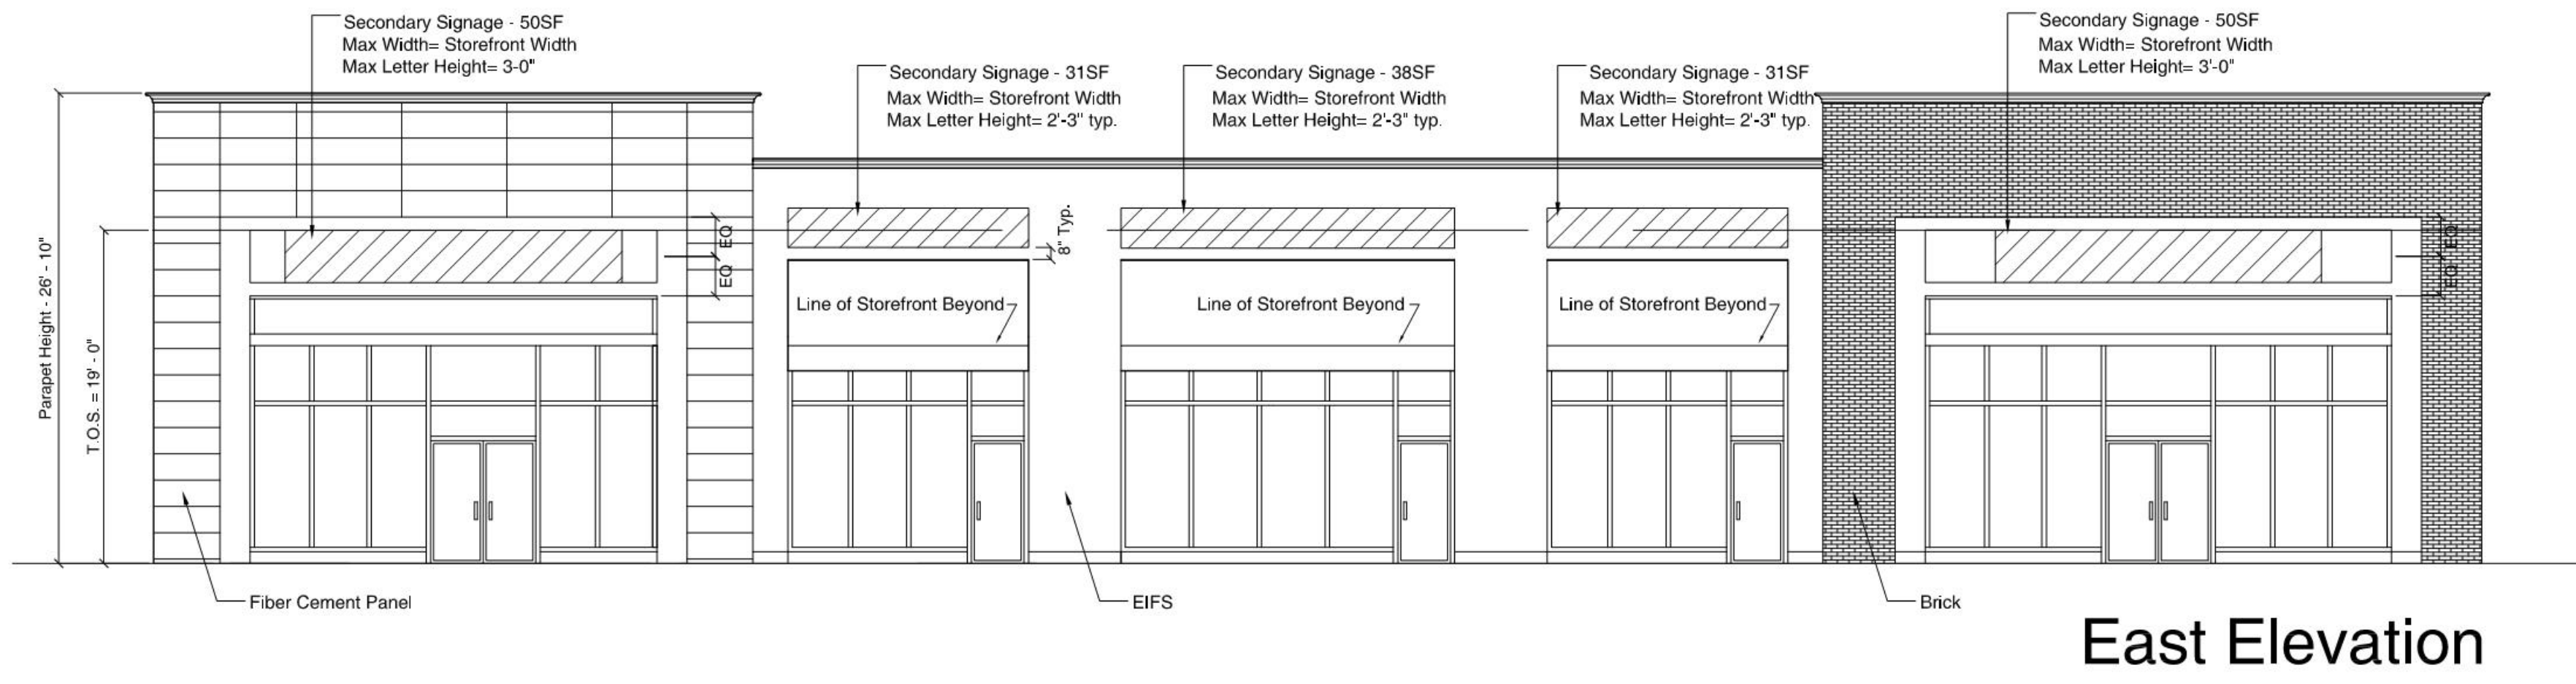 Secondary Signage - 50SF
Max Width= Storefront Width
Max Letter Height= 3-0"
Secondary Signage - 31SF
Max Width= Storefront Width
Max Letter Height= 2'-3" typ.
Secondary Signage - 38SF
Max Width= Storefront Width
Max Letter Height= 2'-3" typ.
Secondary Signage - 31SF
Max Width= Storefront Width
Max Letter Height= 2'-3" typ.
Secondary Signage - 50SF
Max Width= Storefront Width
Max Letter Height= 3'-0"
Parapet Height - 26' - 10"
T.O.S. = 19' - 0"
EQ
EQ
8" Typ.
EQ
EQ
Line of Storefront Beyond
Line of Storefront Beyond
Line of Storefront Beyond
Fiber Cement Panel
EIFS
Brick
East Elevation